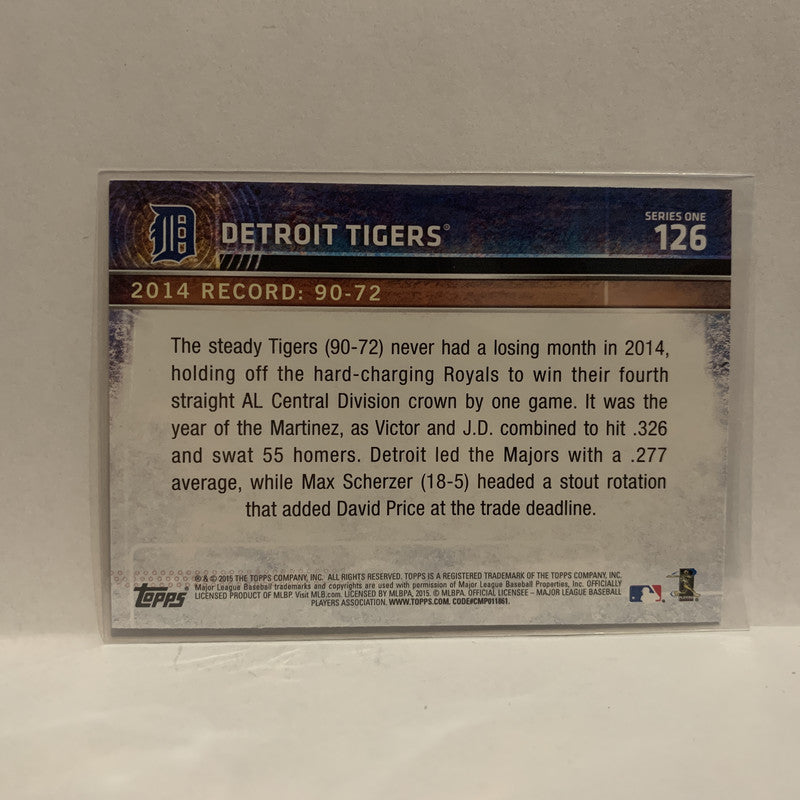 DETROIT TIGERS®
SERIES ONE
126
2014 RECORD: 90-72
The steady Tigers (90-72) never had a losing month in 2014,
holding off the hard-charging Royals to win their fourth
straight AL Central Division crown by one game. It was the
year of the Martinez, as Victor and J.D. combined to hit .326
and swat 55 homers. Detroit led the Majors with a .277
average, while Max Scherzer (18-5) headed a stout rotation
that added David Price at the trade deadline.
® & © 2015 THE TOPPS COMPANY, INC. ALL RIGHTS RESERVED. TOPPS IS A REGISTERED TRADEMARK OF THE TOPPS COMPANY, INC.
Major League Baseball trademarks and copyrights are used with permission of Major League Baseball Properties, Inc. OFFICIALLY
LICENSED PRODUCT OF MLBP. Visit MLB.com. LICENSED BY MLBPA, 2015. © MLBPA. OFFICIAL LICENSEE – MAJOR LEAGUE BASEBALL
PLAYERS ASSOCIATION. WWW.TOPPS.COM. CODE#CMP011861.
TOPPS